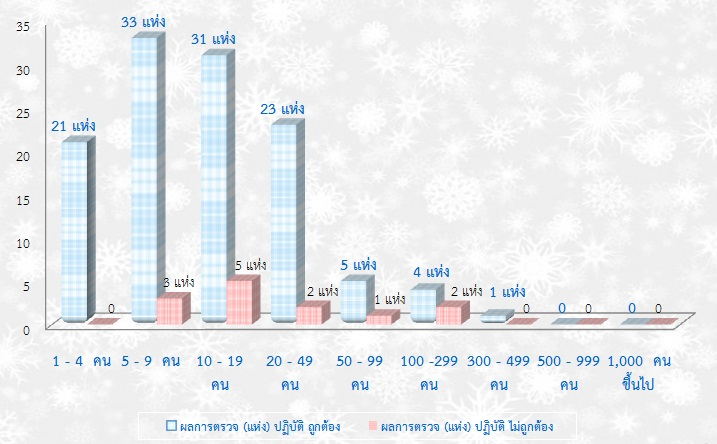 35
30
25
20
15
10
5
0
21 แห่ง
33 แห่ง
31 แห่ง
23 แห่ง
5 แห่ง
4 แห่ง
1 แห่ง
0
0
0
3 แห่ง
5 แห่ง
2 แห่ง
1 แห่ง
2 แห่ง
0
0
0
1 - 4 คน
5 - 9 คน
10 - 19 คน
20 - 49 คน
50 - 99 คน
100 -299 คน
300 - 499 คน
500 - 999 คน
1,000 คน ขึ้นไป
ผลการตรวจ (แห่ง) ปฏิบัติ ถูกต้อง
ผลการตรวจ (แห่ง) ปฏิบัติ ไม่ถูกต้อง